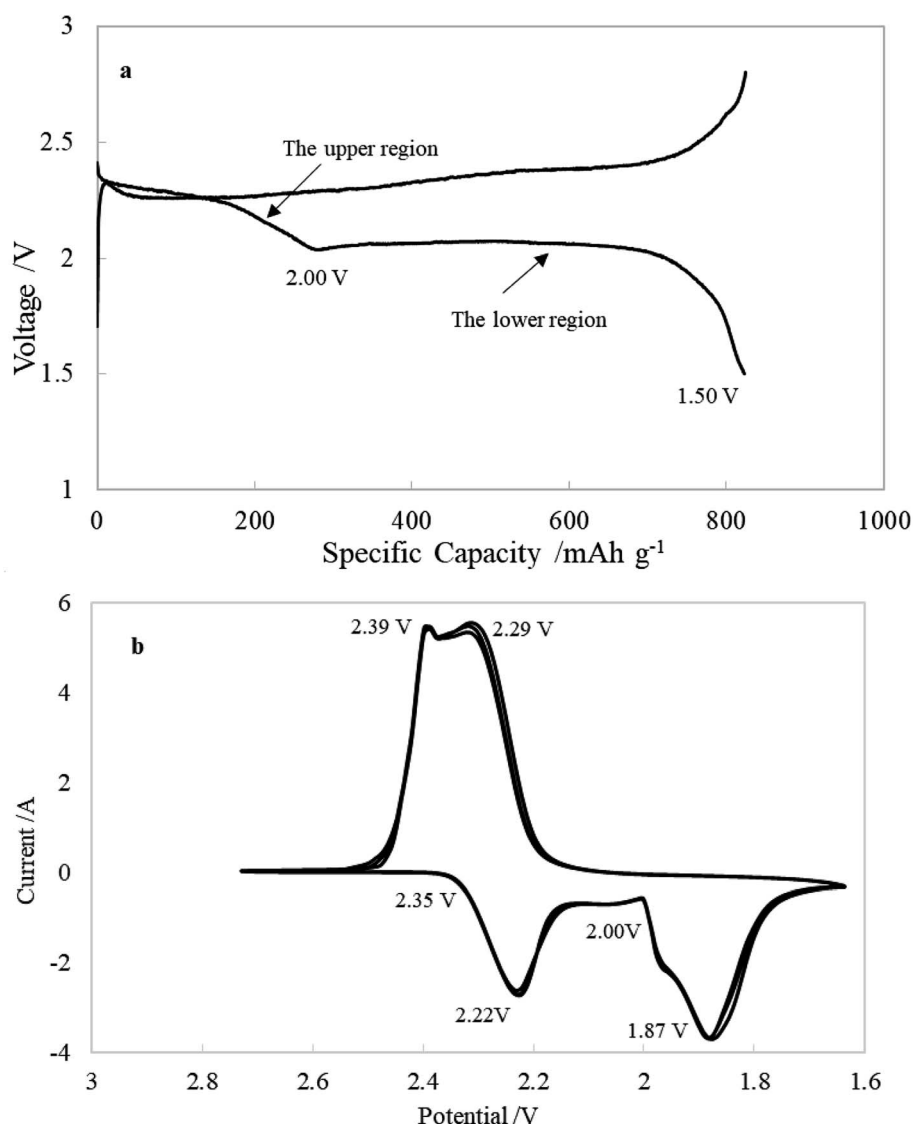 3
a
2.5
The upper region
2
2.00 V
The lower region
1.5
1.50 V
1
0 200 400 600 800 1000
Voltage /V
Specific Capacity /mAh g-1
6
b
2.39 V
2.29 V
4
2
0
2.35 V
2.00V
-2
2.22V
1.87 V
-4
3 2.8 2.6 2.4 2.2 2 1.8 1.6
Current /A
Potential /V